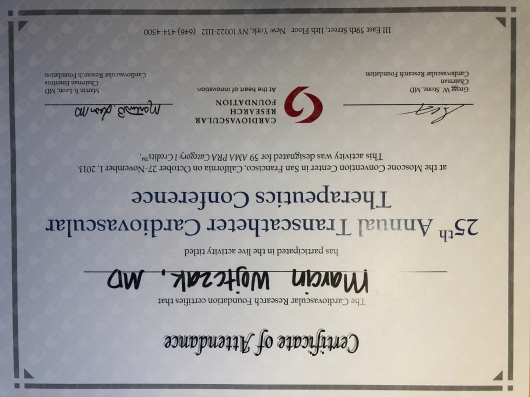 Certificate of Attendance
The Cardiovascular Research Foundation certifies that
Marcin Wojtczak, MD
has participated in the live activity titled
25th Annual Transcatheter Cardiovascular
Therapeutics Conference
at the Moscone Convention Center in San Francisco, California on October 27-November 1, 2013.
This activity was designated for 50 AMA PRA Category 1 Credits.™
Gregg W. Stone, MD
Chairman
Cardiovascular Research Foundation
CARDIOVASCULAR
RESEARCH
FOUNDATION
At the heart of innovation
Martin B. Leon, MD
Chairman Emeritus
Cardiovascular Research Foundation
111 East 59th Street, 11th Floor New York, NY 10022-1112 (646) 434-4500